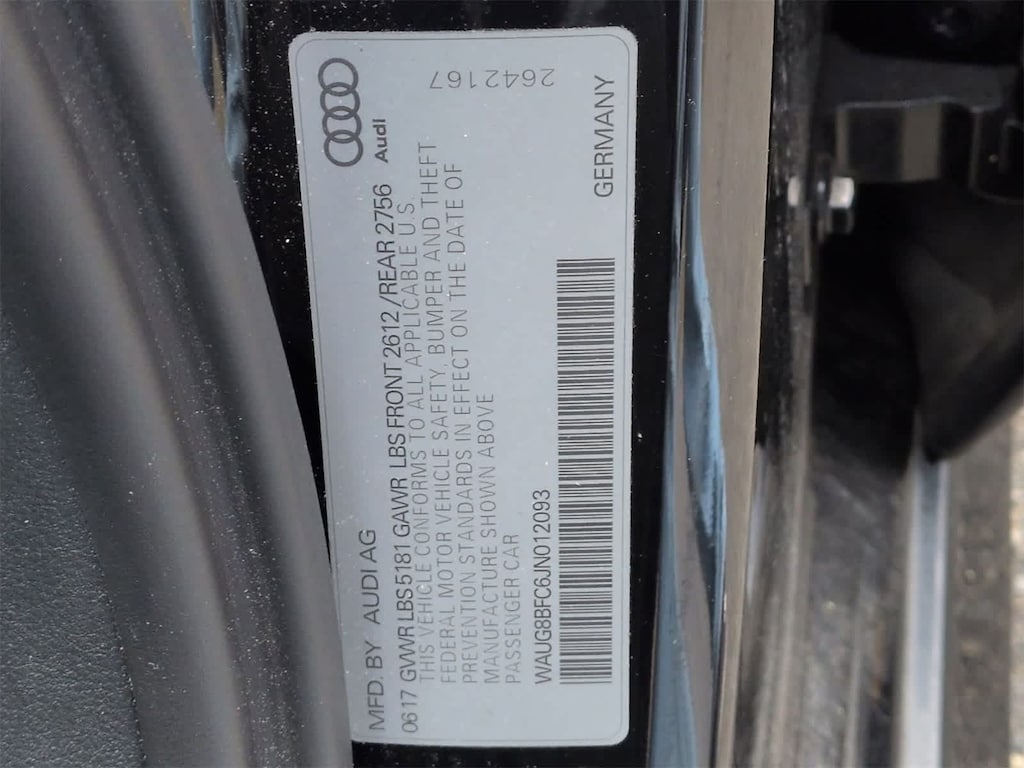 Audi
MFD. BY AUDI AG
0617 GVWR LBS 5181 GAWR LBS FRONT 2612/REAR 2756
THIS VEHICLE CONFORMS TO ALL APPLICABLE U.S.
FEDERAL MOTOR VEHICLE SAFETY, BUMPER AND THEFT
PREVENTION STANDARDS IN EFFECT ON THE DATE OF
MANUFACTURE SHOWN ABOVE
PASSENGER CAR
WAUG8BFC6JN012093
GERMANY
2642167